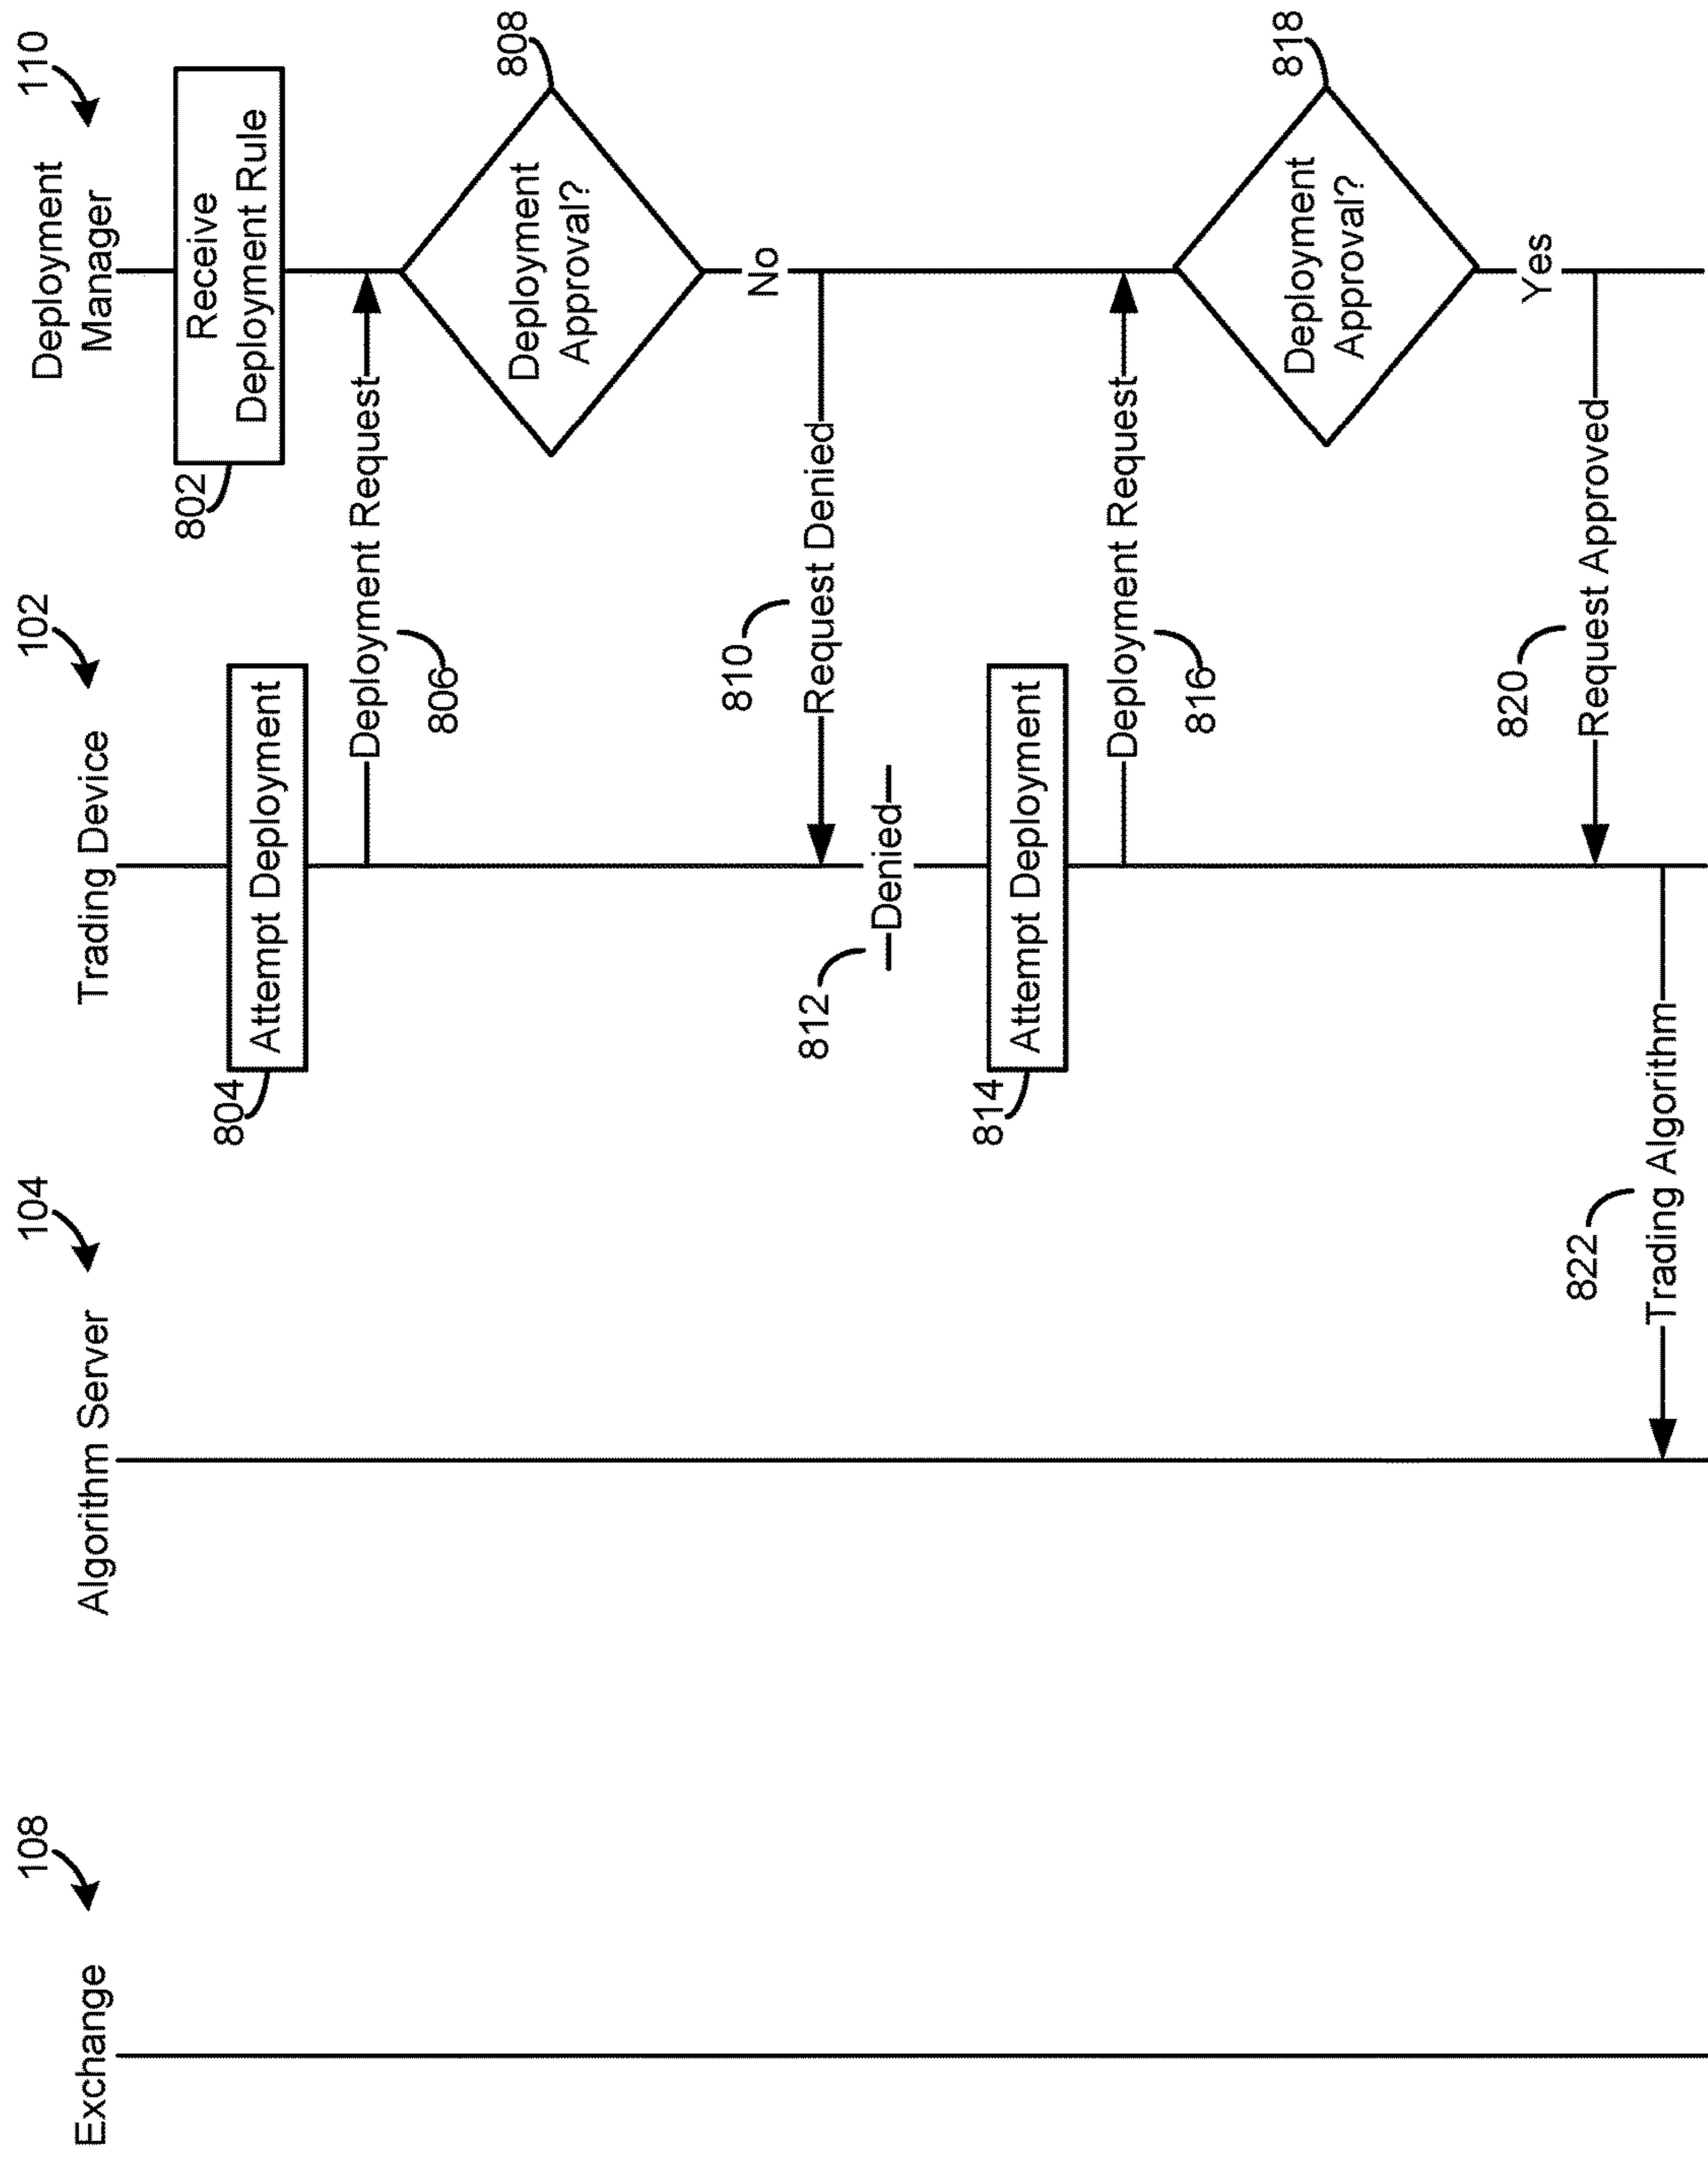 108
104
102
110
Exchange
Algorithm Server
Trading Device
Deployment
Manager
802
Receive
Deployment Rule
804
Attempt Deployment
Deployment Request
806
808
Deployment
Approval?
No
810
Request Denied
812
Denied
814
Attempt Deployment
Deployment Request
816
818
Deployment
Approval?
Yes
820
Request Approved
822
Trading Algorithm